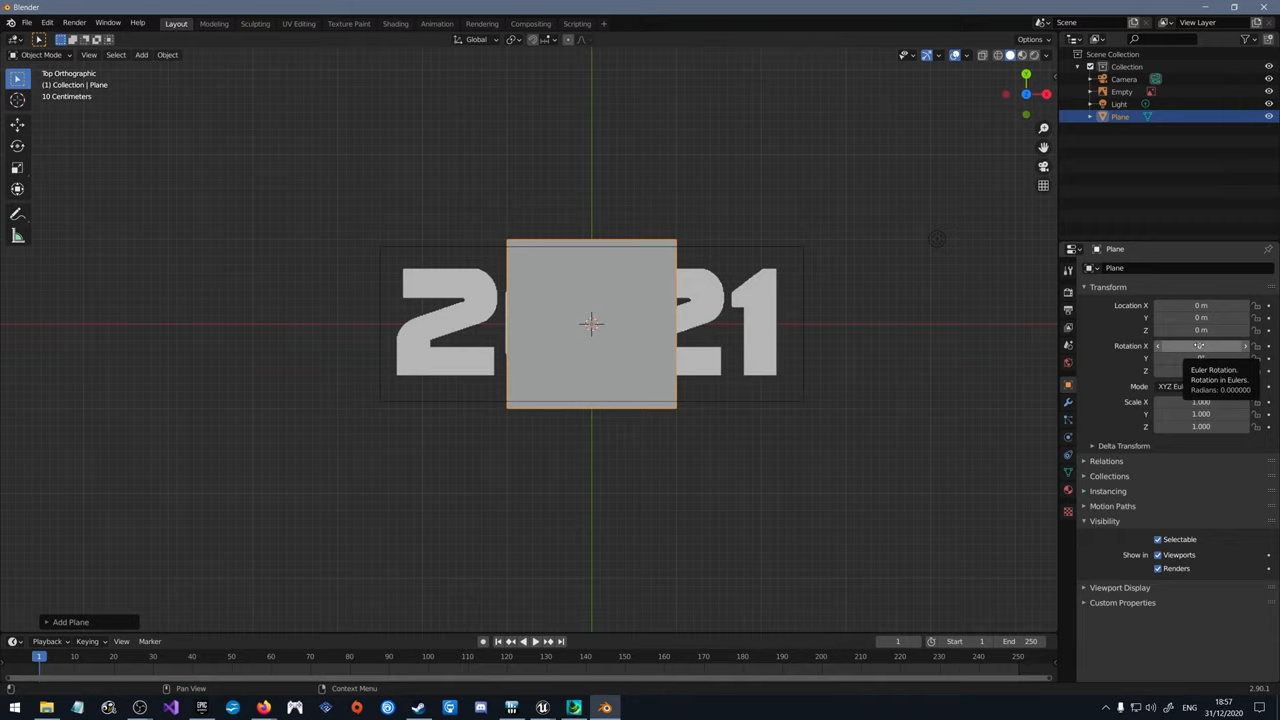 Blender
File Edit Render Window Help Layout Modeling Sculpting UV Editing Texture Paint Shading Animation Rendering Compositing Scripting + Scene View Layer
Global Options
Object Mode View Select Add Object
Top Orthographic
(1) Collection | Plane
10 Centimeters
Y
Z X
2 21
Scene Collection
Collection
Camera
Empty
Light
Plane
Plane
Plane
Transform
Location X 0 m
Y 0 m
Z 0 m
Rotation X 0°
Y 0°
Z
Euler Rotation.
Rotation in Eulers.
Radians: 0.000000
Mode XYZ Eul
Scale X 1.000
Y 1.000
Z 1.000
Delta Transform
Relations
Collections
Instancing
Motion Paths
Visibility
Selectable
Show in Viewports
Renders
Viewport Display
Custom Properties
Add Plane
Playback Keying View Marker 1 Start 1 End 250
1 10 20 30 40 50 60 70 80 90 100 110 120 130 140 150 160 170 180 190 200 210 220 230 240 250
Pan View Context Menu 2.90.1
ENG 18:57
31/12/2020